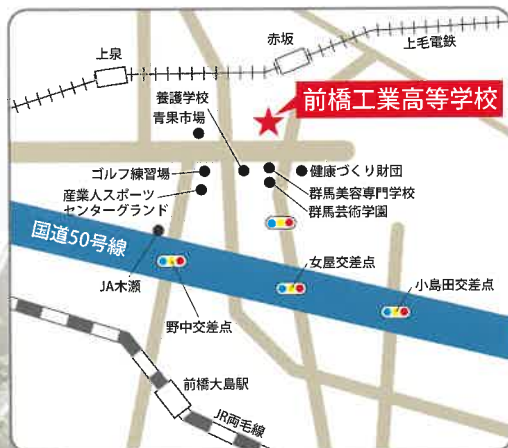 上泉
赤坂
上毛電鉄
前橋工業高等学校
養護学校
青果市場
ゴルフ練習場
健康づくり財団
産業人スポーツ
センターグランド
群馬美容専門学校
群馬芸術学園
国道50号線
JA木瀬
女屋交差点
小島田交差点
野中交差点
前橋大島駅
JR両毛線